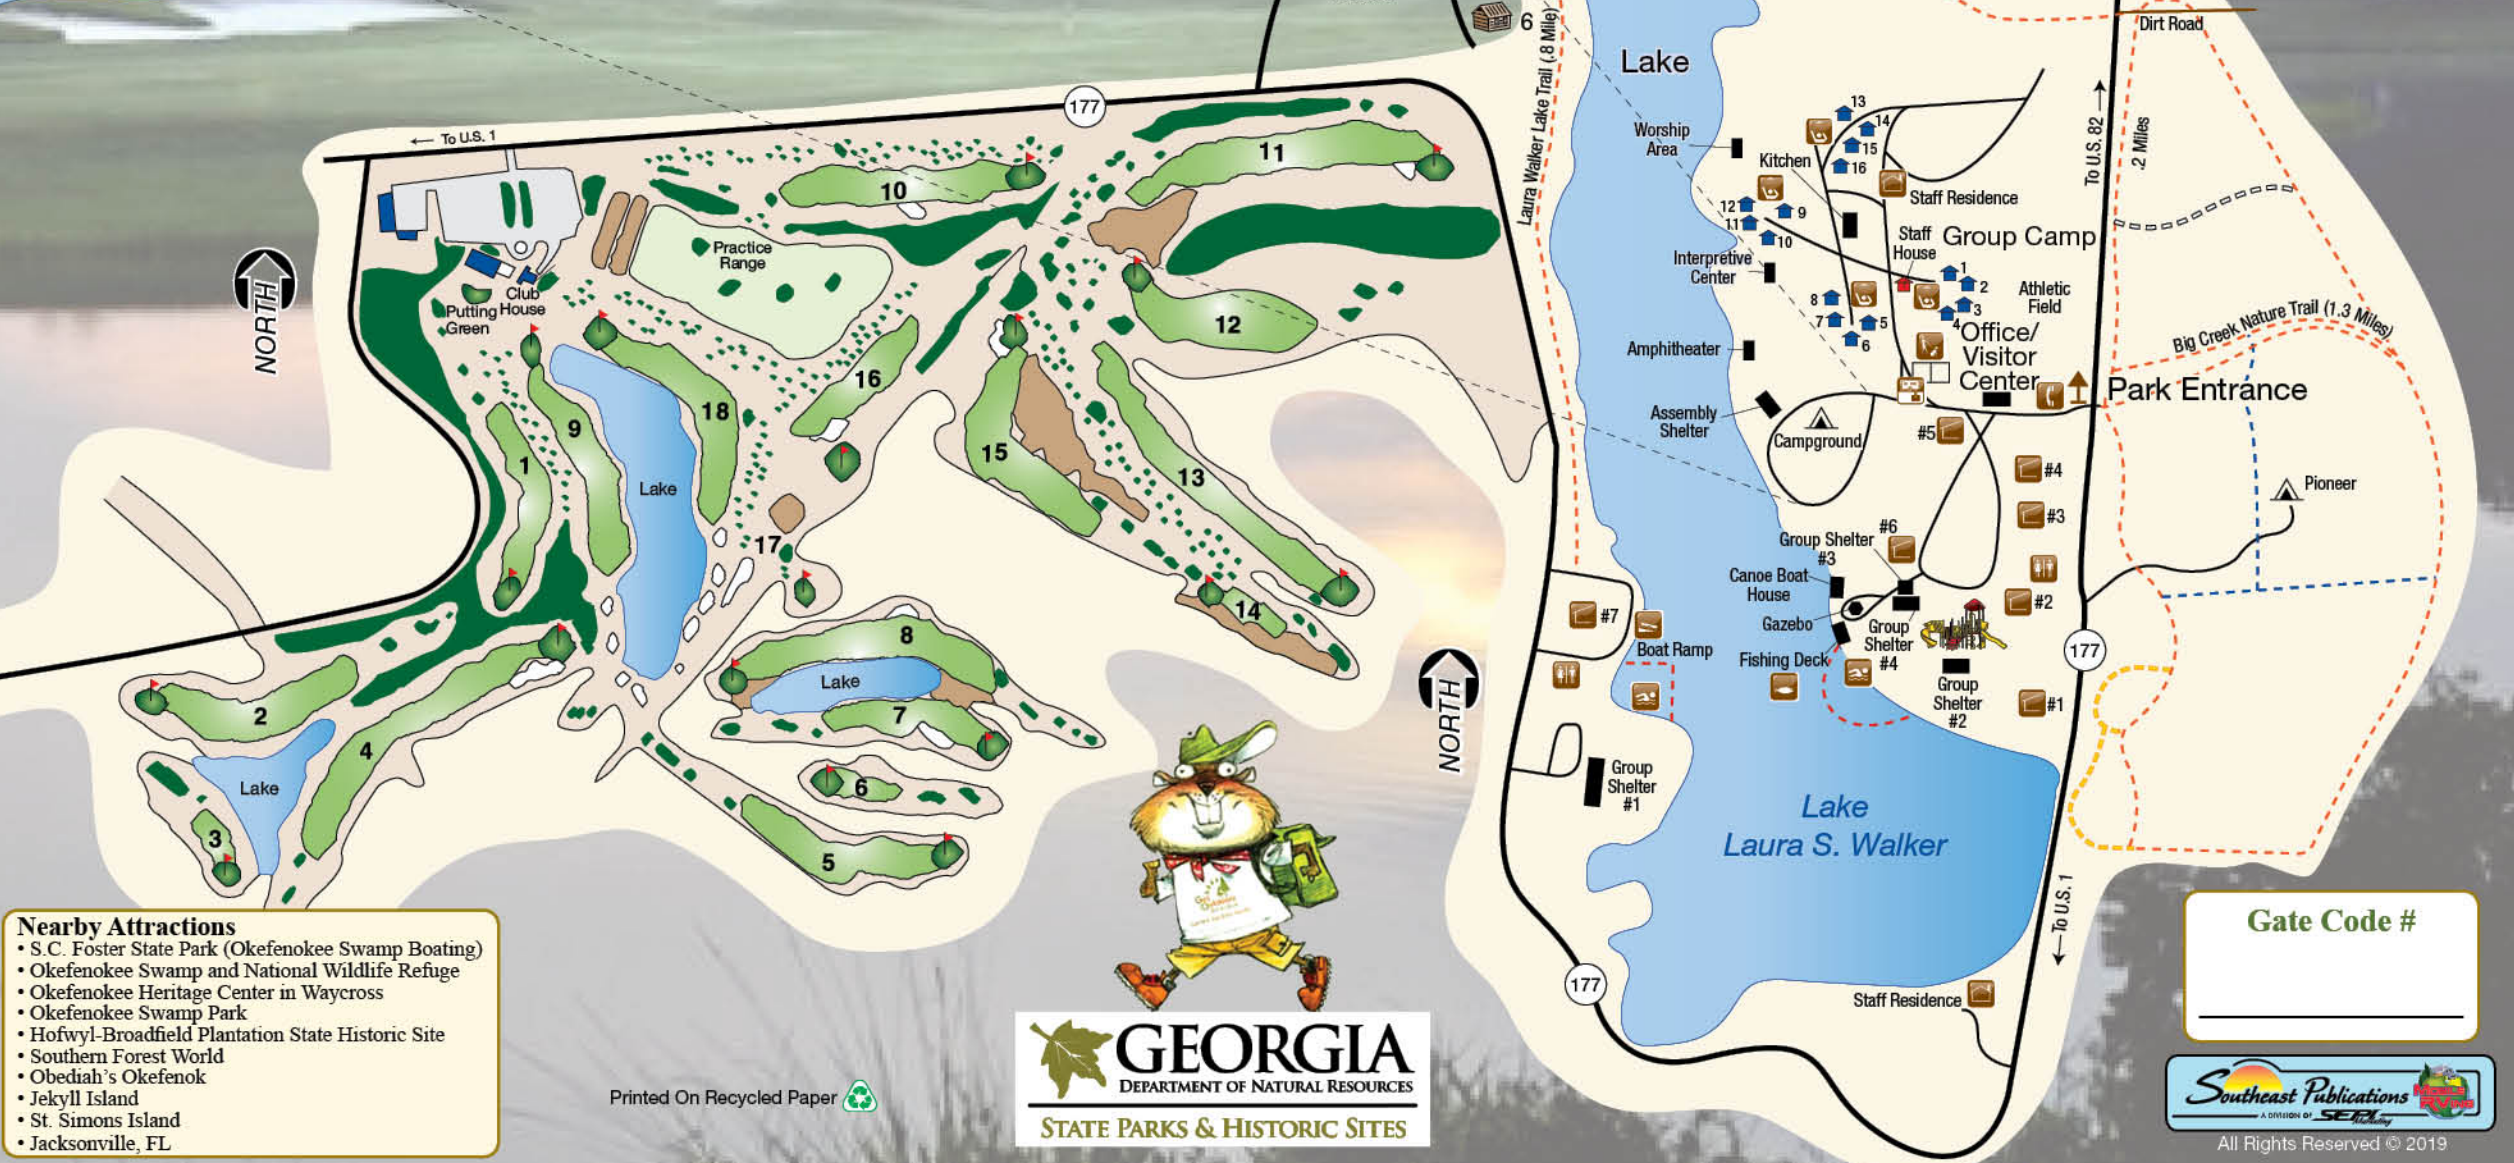 6
Laura Walker Lake Trail (.8 Mile)
Lake
Dirt Road
To U.S. 82
.2 Miles
177
← To U.S. 1
NORTH
Putting
Green
Club
House
Practice
Range
10
11
12
16
18
9
1
Lake
15
13
17
14
8
Lake
7
2
4
Lake
3
6
5
Worship
Area
Kitchen
13
14
15
16
Staff Residence
12
11
9
10
Staff
House
Group Camp
Interpretive
Center
1
2
3
4
8
7
5
6
Athletic
Field
Office/
Visitor
Center
Park Entrance
Big Creek Nature Trail (1.3 Miles)
Amphitheater
Assembly
Shelter
Campground
#5
#4
#3
Pioneer
#6
Group Shelter
#3
Canoe Boat
House
Gazebo
Group
Shelter
#4
#2
#7
Boat Ramp
Fishing Deck
Group
Shelter
#2
#1
177
NORTH
Group
Shelter
#1
Lake
Laura S. Walker
←To U.S. 1
177
Staff Residence
Nearby Attractions
• S.C. Foster State Park (Okefenokee Swamp Boating)
• Okefenokee Swamp and National Wildlife Refuge
• Okefenokee Heritage Center in Waycross
• Okefenokee Swamp Park
• Hofwyl-Broadfield Plantation State Historic Site
• Southern Forest World
• Obediah's Okefenok
• Jekyll Island
• St. Simons Island
• Jacksonville, FL
Printed On Recycled Paper
GEORGIA
DEPARTMENT OF NATURAL RESOURCES
STATE PARKS & HISTORIC SITES
Gate Code #
Southeast Publications
A DIVISION OF SEPI
All Rights Reserved © 2019